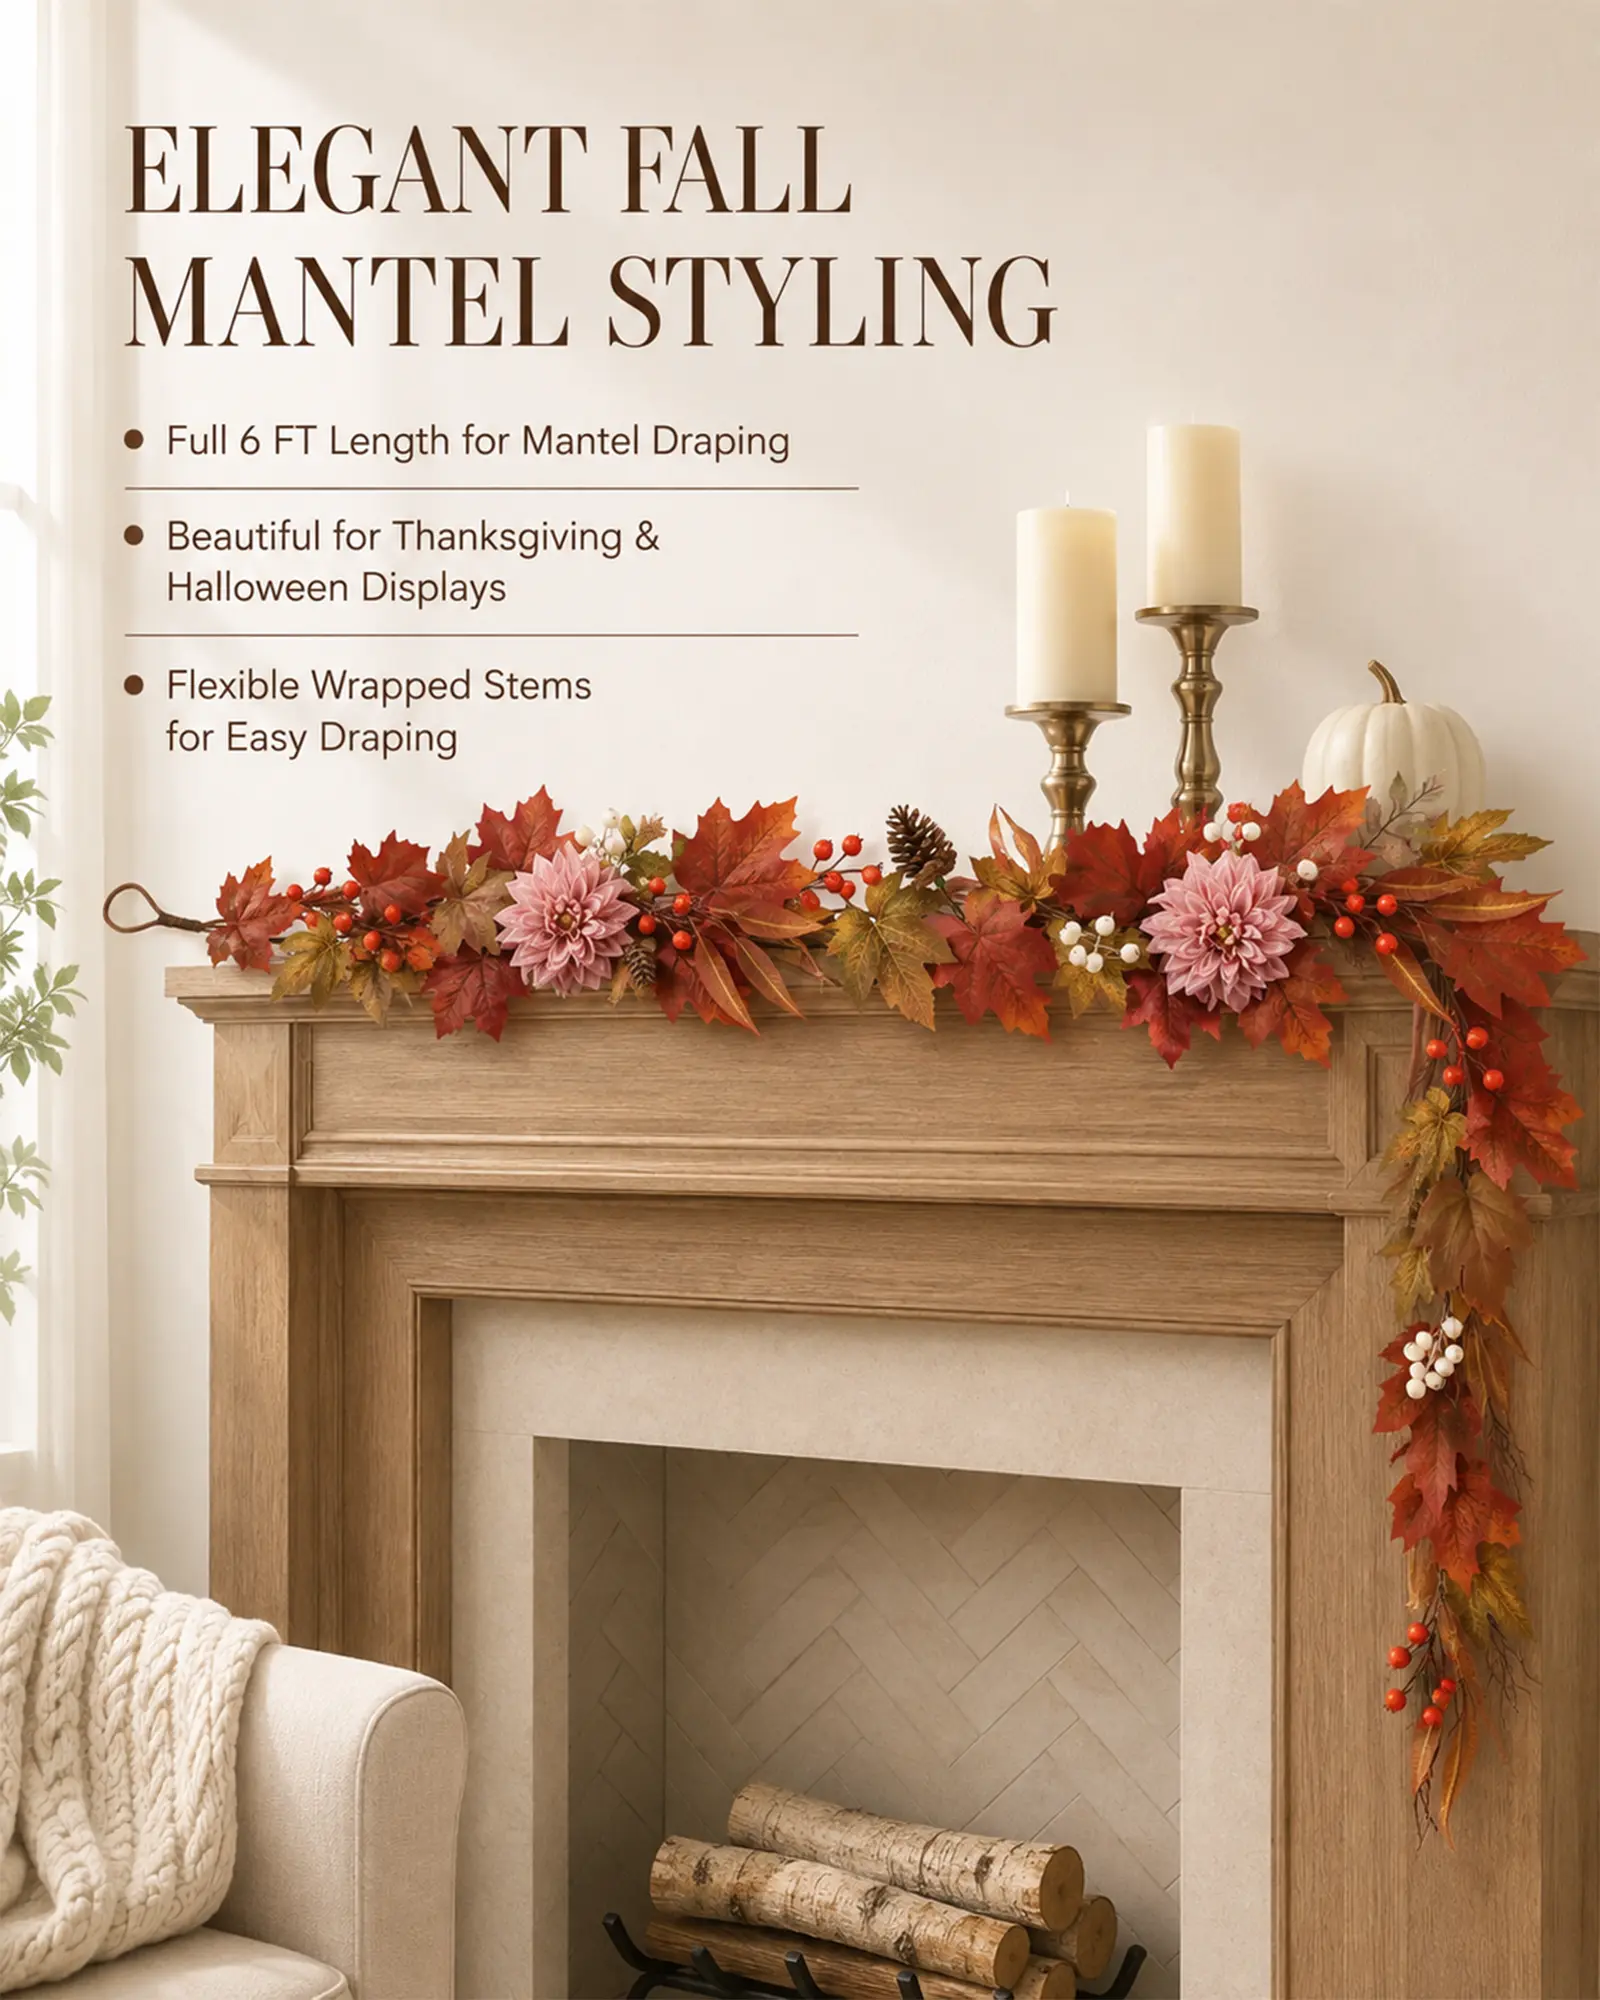 ELEGANT FALL
MANTEL STYLING
Full 6 FT Length for Mantel Draping
Beautiful for Thanksgiving &
Halloween Displays
Flexible Wrapped Stems
for Easy Draping